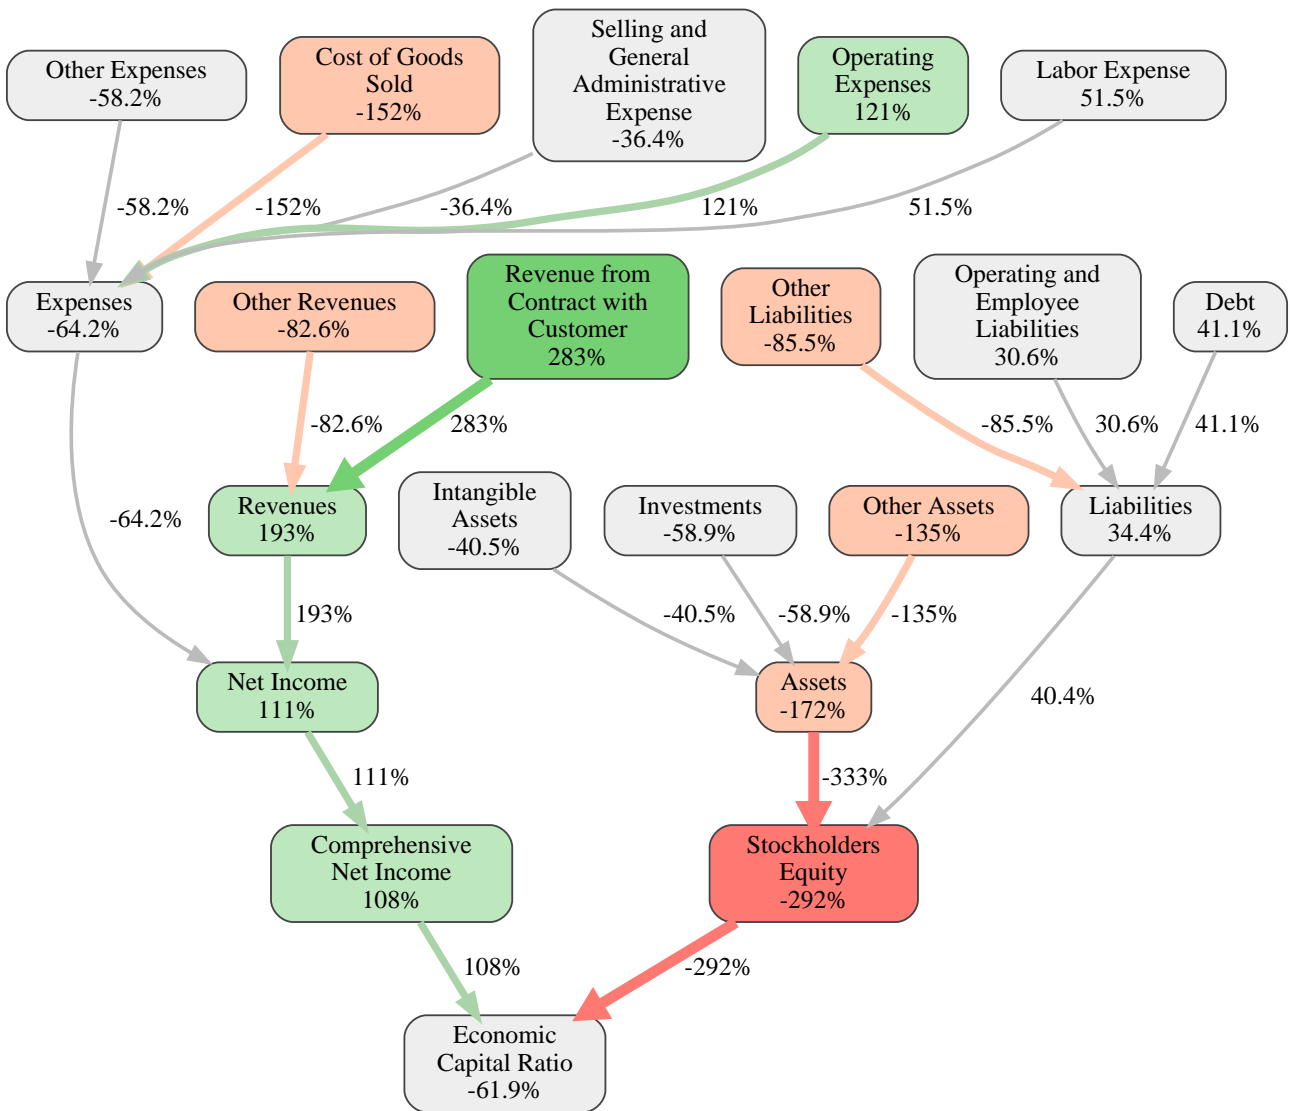 Other Expenses
-58.2%
Cost of Goods
Sold
-152%
Selling and
General
Administrative
Expense
-36.4%
Operating
Expenses
121%
Labor Expense
51.5%
-58.2%
-152%
-36.4%
121%
51.5%
Expenses
-64.2%
Other Revenues
-82.6%
Revenue from
Contract with
Customer
283%
Other
Liabilities
-85.5%
Operating and
Employee
Liabilities
30.6%
Debt
41.1%
-82.6%
283%
-85.5%
30.6%
41.1%
-64.2%
Revenues
193%
Intangible
Assets
-40.5%
Investments
-58.9%
Other Assets
-135%
Liabilities
34.4%
193%
-40.5%
-58.9%
-135%
Net Income
111%
Assets
-172%
40.4%
111%
-333%
Comprehensive
Net Income
108%
Stockholders
Equity
-292%
108%
-292%
Economic
Capital Ratio
-61.9%